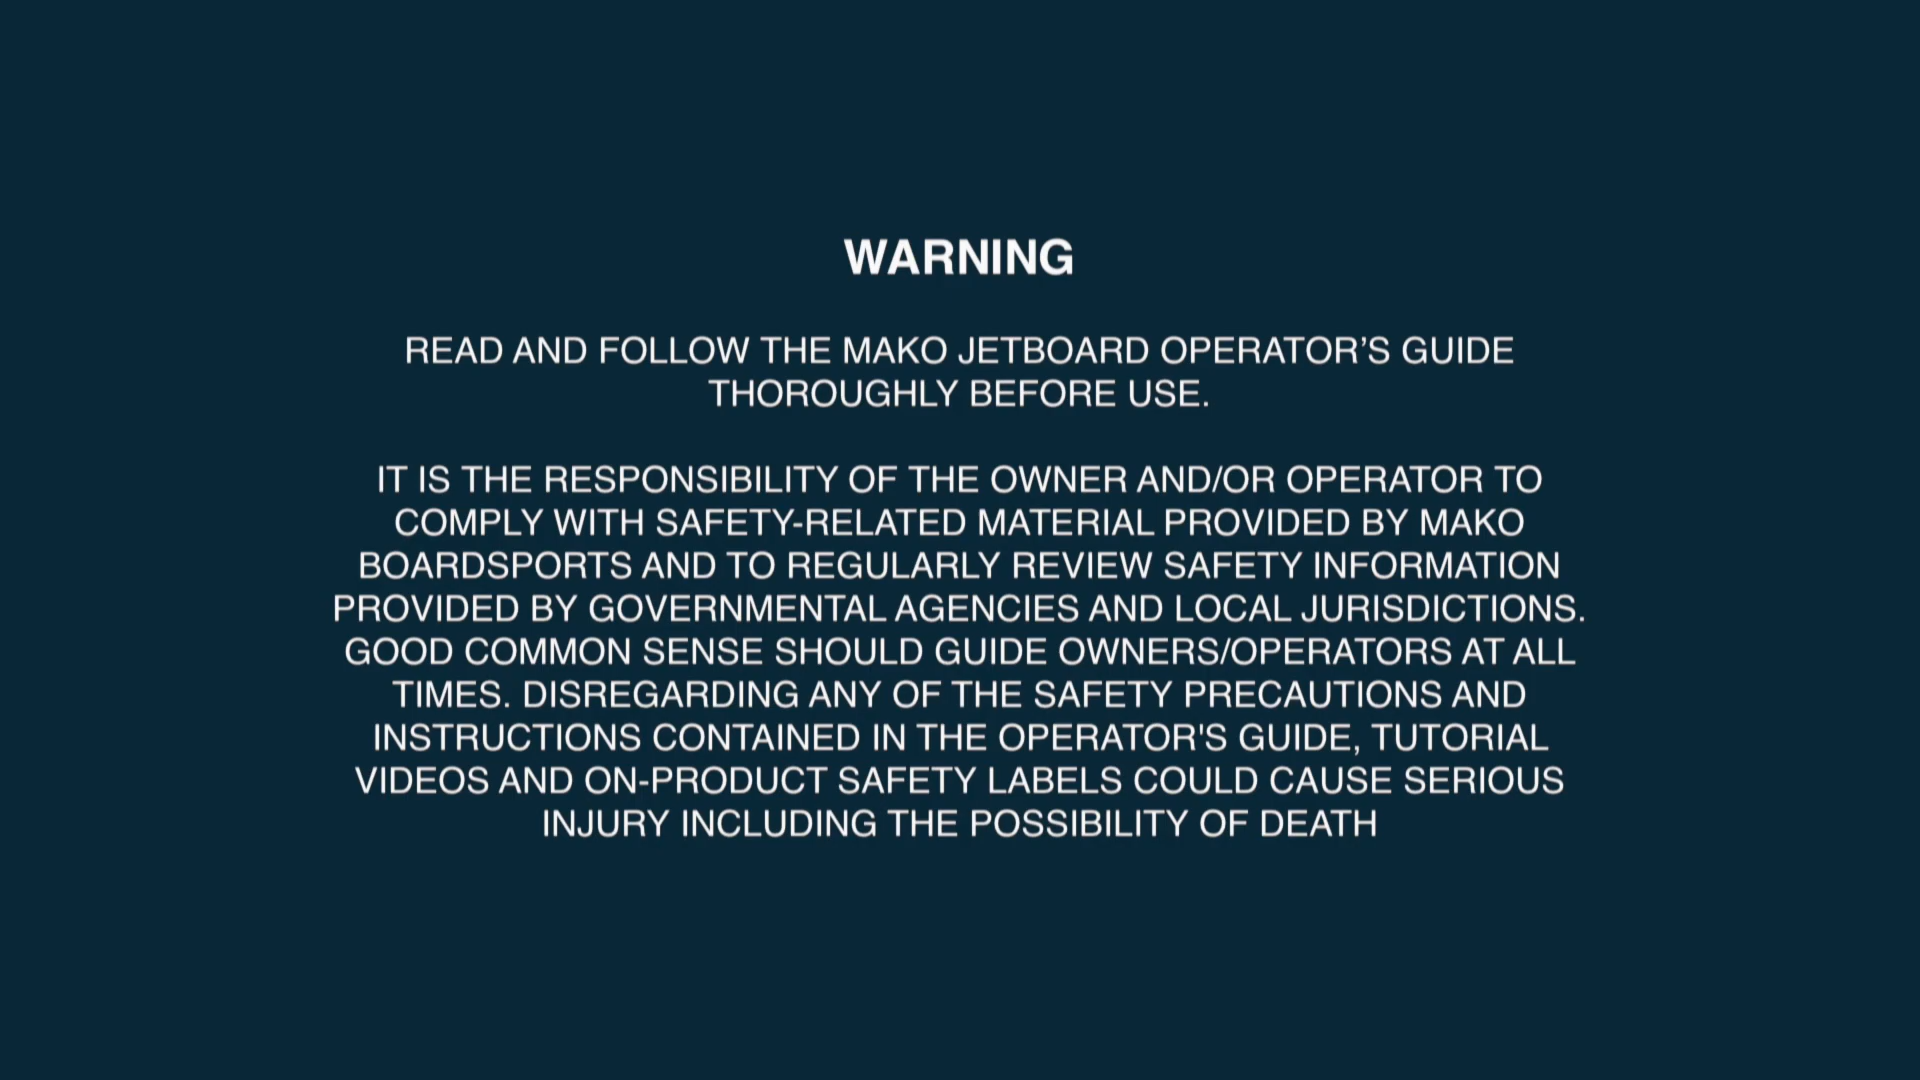 WARNING
READ AND FOLLOW THE MAKO JETBOARD OPERATOR’S GUIDE
THOROUGHLY BEFORE USE.
IT IS THE RESPONSIBILITY OF THE OWNER AND/OR OPERATOR TO
COMPLY WITH SAFETY-RELATED MATERIAL PROVIDED BY MAKO
BOARDSPORTS AND TO REGULARLY REVIEW SAFETY INFORMATION
PROVIDED BY GOVERNMENTAL AGENCIES AND LOCAL JURISDICTIONS.
GOOD COMMON SENSE SHOULD GUIDE OWNERS/OPERATORS AT ALL
TIMES. DISREGARDING ANY OF THE SAFETY PRECAUTIONS AND
INSTRUCTIONS CONTAINED IN THE OPERATOR'S GUIDE, TUTORIAL
VIDEOS AND ON-PRODUCT SAFETY LABELS COULD CAUSE SERIOUS
INJURY INCLUDING THE POSSIBILITY OF DEATH